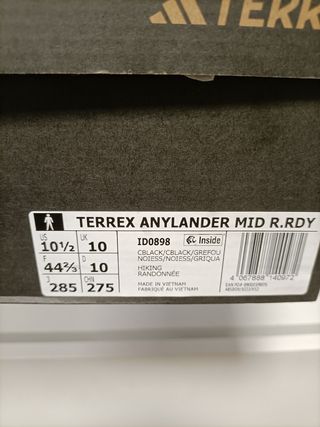 TERR
TERREX ANYLANDER MID R.RDY
US 10½ UK 10
F 44⅔ D 10
J 285 CHN 275
ID0898 Inside
CBLACK/CBLACK/GREFOU
NOIESS/NOIESS/GRIQUA
HIKING
RANDONNÉE
MADE IN VIETNAM
FABRIQUÉ AU VIETNAM
4 067888 140972